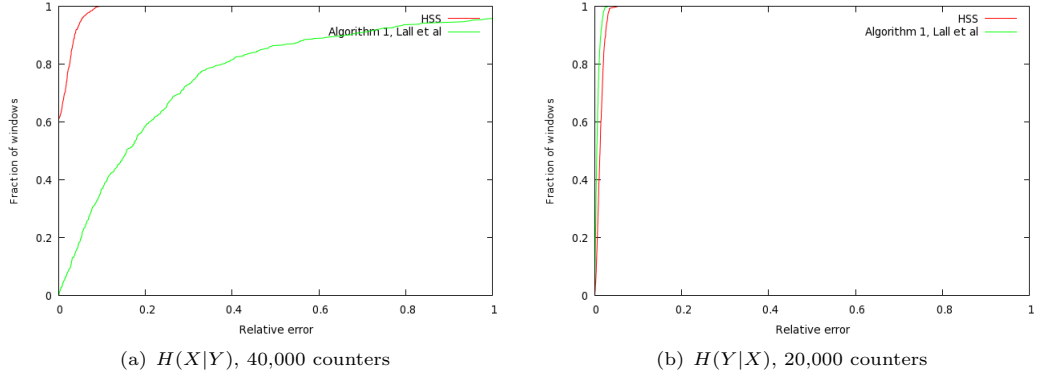 1
0.8
0.6
0.4
0.2
0
Fraction of windows
HSS
Algorithm 1, Lall et al
0 0.2 0.4 0.6 0.8 1
Relative error
(a) H(X|Y), 40,000 counters
1
0.8
0.6
0.4
0.2
0
Fraction of windows
HSS
Algorithm 1, Lall et al
0 0.2 0.4 0.6 0.8 1
Relative error
(b) H(Y|X), 20,000 counters